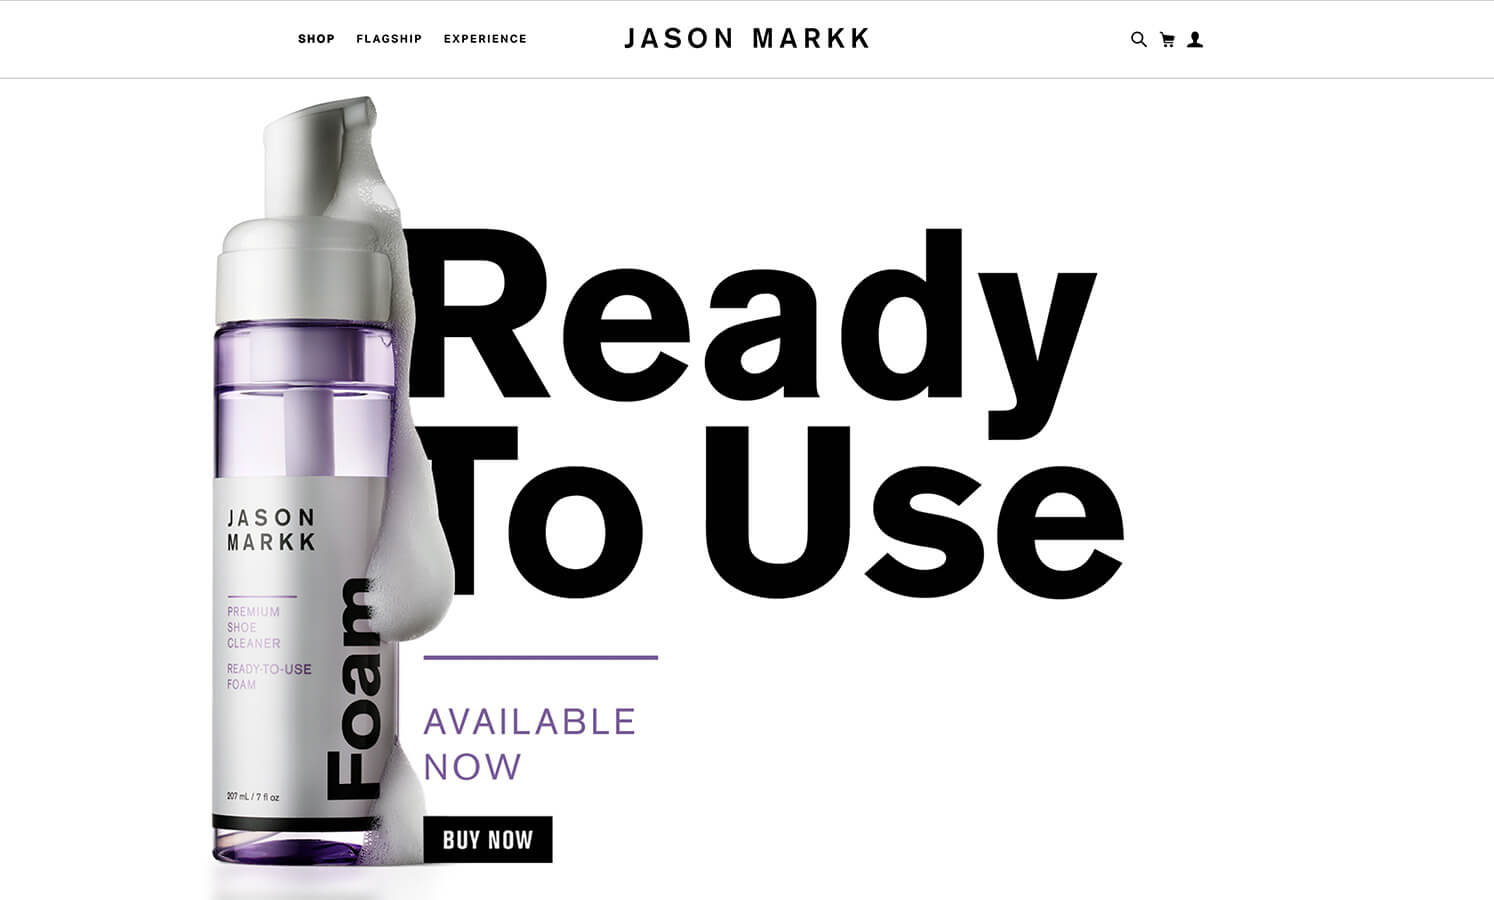 SHOP FLAGSHIP EXPERIENCE
JASON MARKK
Ready
To Use
JASON
MARKK
PREMIUM
SHOE
CLEANER
READY-TO-USE
FOAM
Foam
207 mL / 7 fl oz
AVAILABLE
NOW
BUY NOW